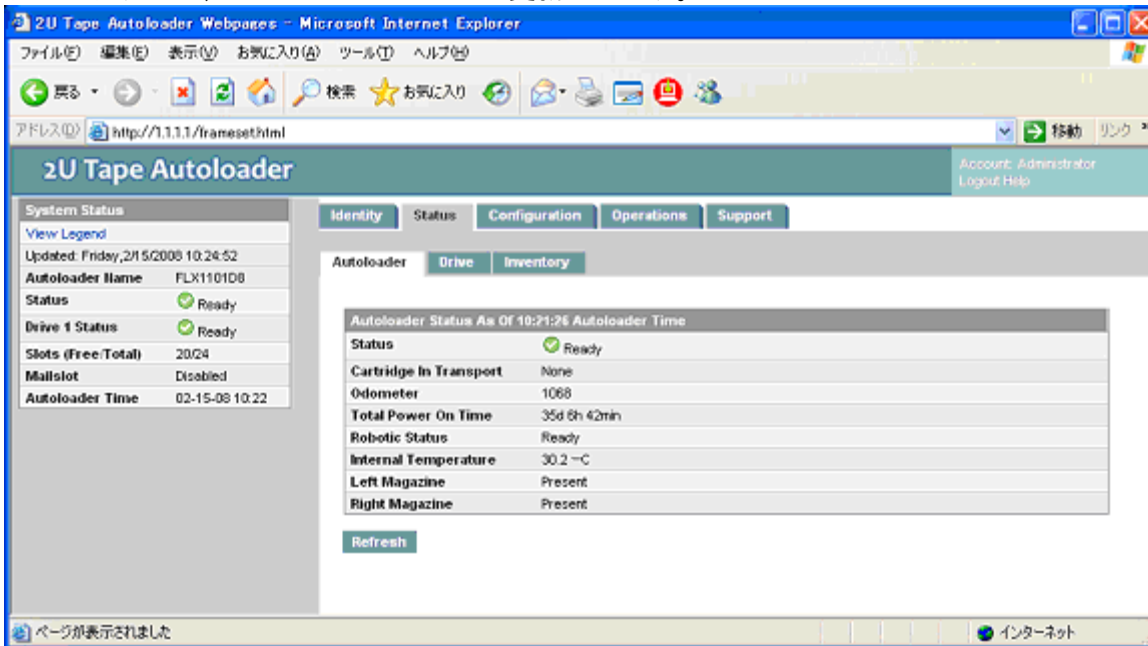 2U Tape Autoloader Webpages - Microsoft Internet Explorer
ファイル(F) 編集(E) 表示(V) お気に入り(A) ツール(T) ヘルプ(H)
戻る 検索 お気に入り
アドレス(D) http://1.1.1.1/frameset.html 移動 リンク
2U Tape Autoloader
Account: Administrator
Logout Help
System Status
View Legend
Updated: Friday,2/15/2008 10:24:52
Autoloader Name FLX1101D8
Status Ready
Drive 1 Status Ready
Slots (Free/Total) 20/24
Mailslot Disabled
Autoloader Time 02-15-08 10:22
Identity Status Configuration Operations Support
Autoloader Drive Inventory
Autoloader Status As Of 10:21:26 Autoloader Time
Status Ready
Cartridge In Transport None
Odometer 1068
Total Power On Time 35d 6h 42min
Robotic Status Ready
Internal Temperature 30.2 ーC
Left Magazine Present
Right Magazine Present
Refresh
ページが表示されました インターネット